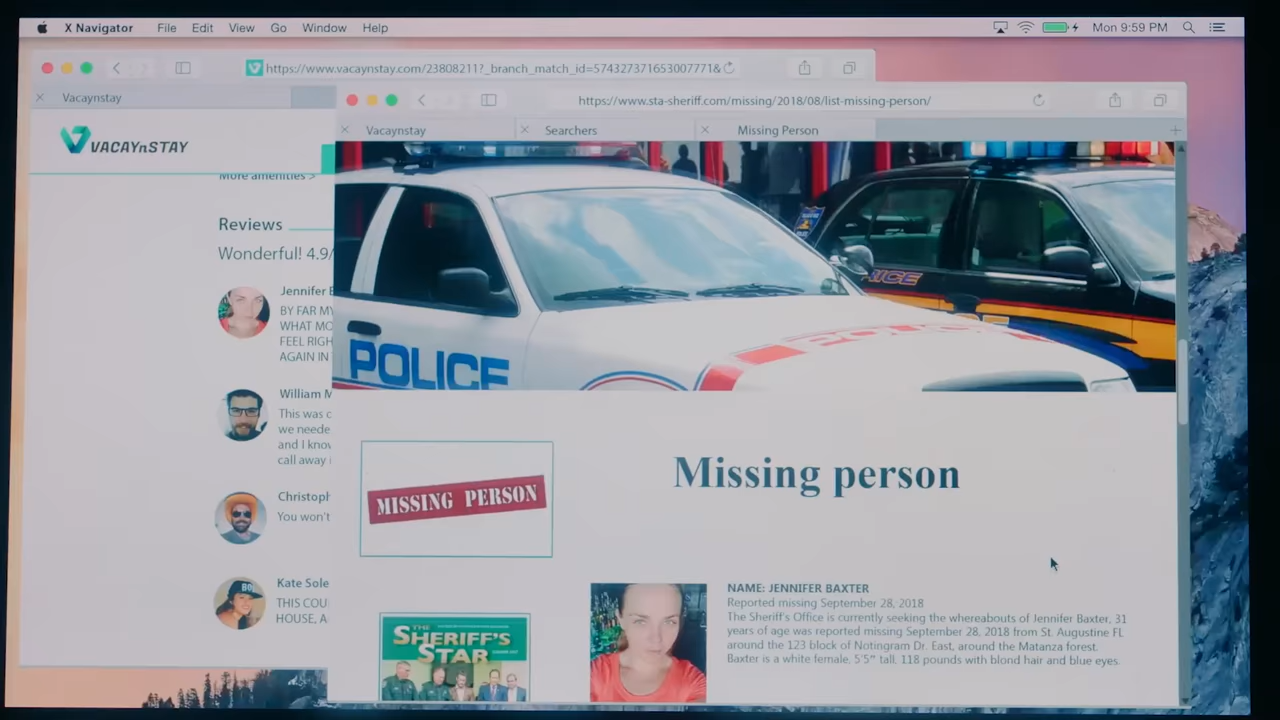 X Navigator File Edit View Go Window Help Mon 9:59 PM
https://www.vacaynstay.com/23808211?_branch_match_id=574327371653007771&
Vacaynstay
VACAYnSTAY
More amenities >
Reviews
Wonderful! 4.9/
Jennifer B
BY FAR MY
WHAT MO
FEEL RIGH
AGAIN IN
William M
This was c
we neede
and I know
call away
Christoph
You won't
Kate Sole
THIS COU
HOUSE, A
https://www.sta-sheriff.com/missing/2018/08/list-missing-person/
Vacaynstay Searchers Missing Person
POLICE
POLICE
MISSING PERSON
Missing person
THE
SHERIFF'S
STAR
NAME: JENNIFER BAXTER
Reported missing September 28, 2018
The Sheriff's Office is currently seeking the whereabouts of Jennifer Baxter, 31
years of age was reported missing September 28, 2018 from St. Augustine FL
around the 123 block of Notingram Dr. East, around the Matanza forest.
Baxter is a white female, 5'5" tall, 118 pounds with blond hair and blue eyes.